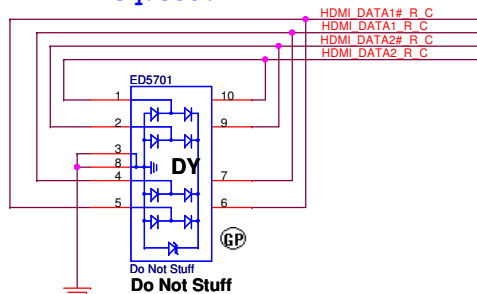 HDMI_DATA1#_R_C
HDMI_DATA1_R_C
HDMI_DATA2#_R_C
HDMI_DATA2_R_C
ED5701
1 10
2 9
3
8
4 7
5 6
DY
GP
Do Not Stuff
Do Not Stuff